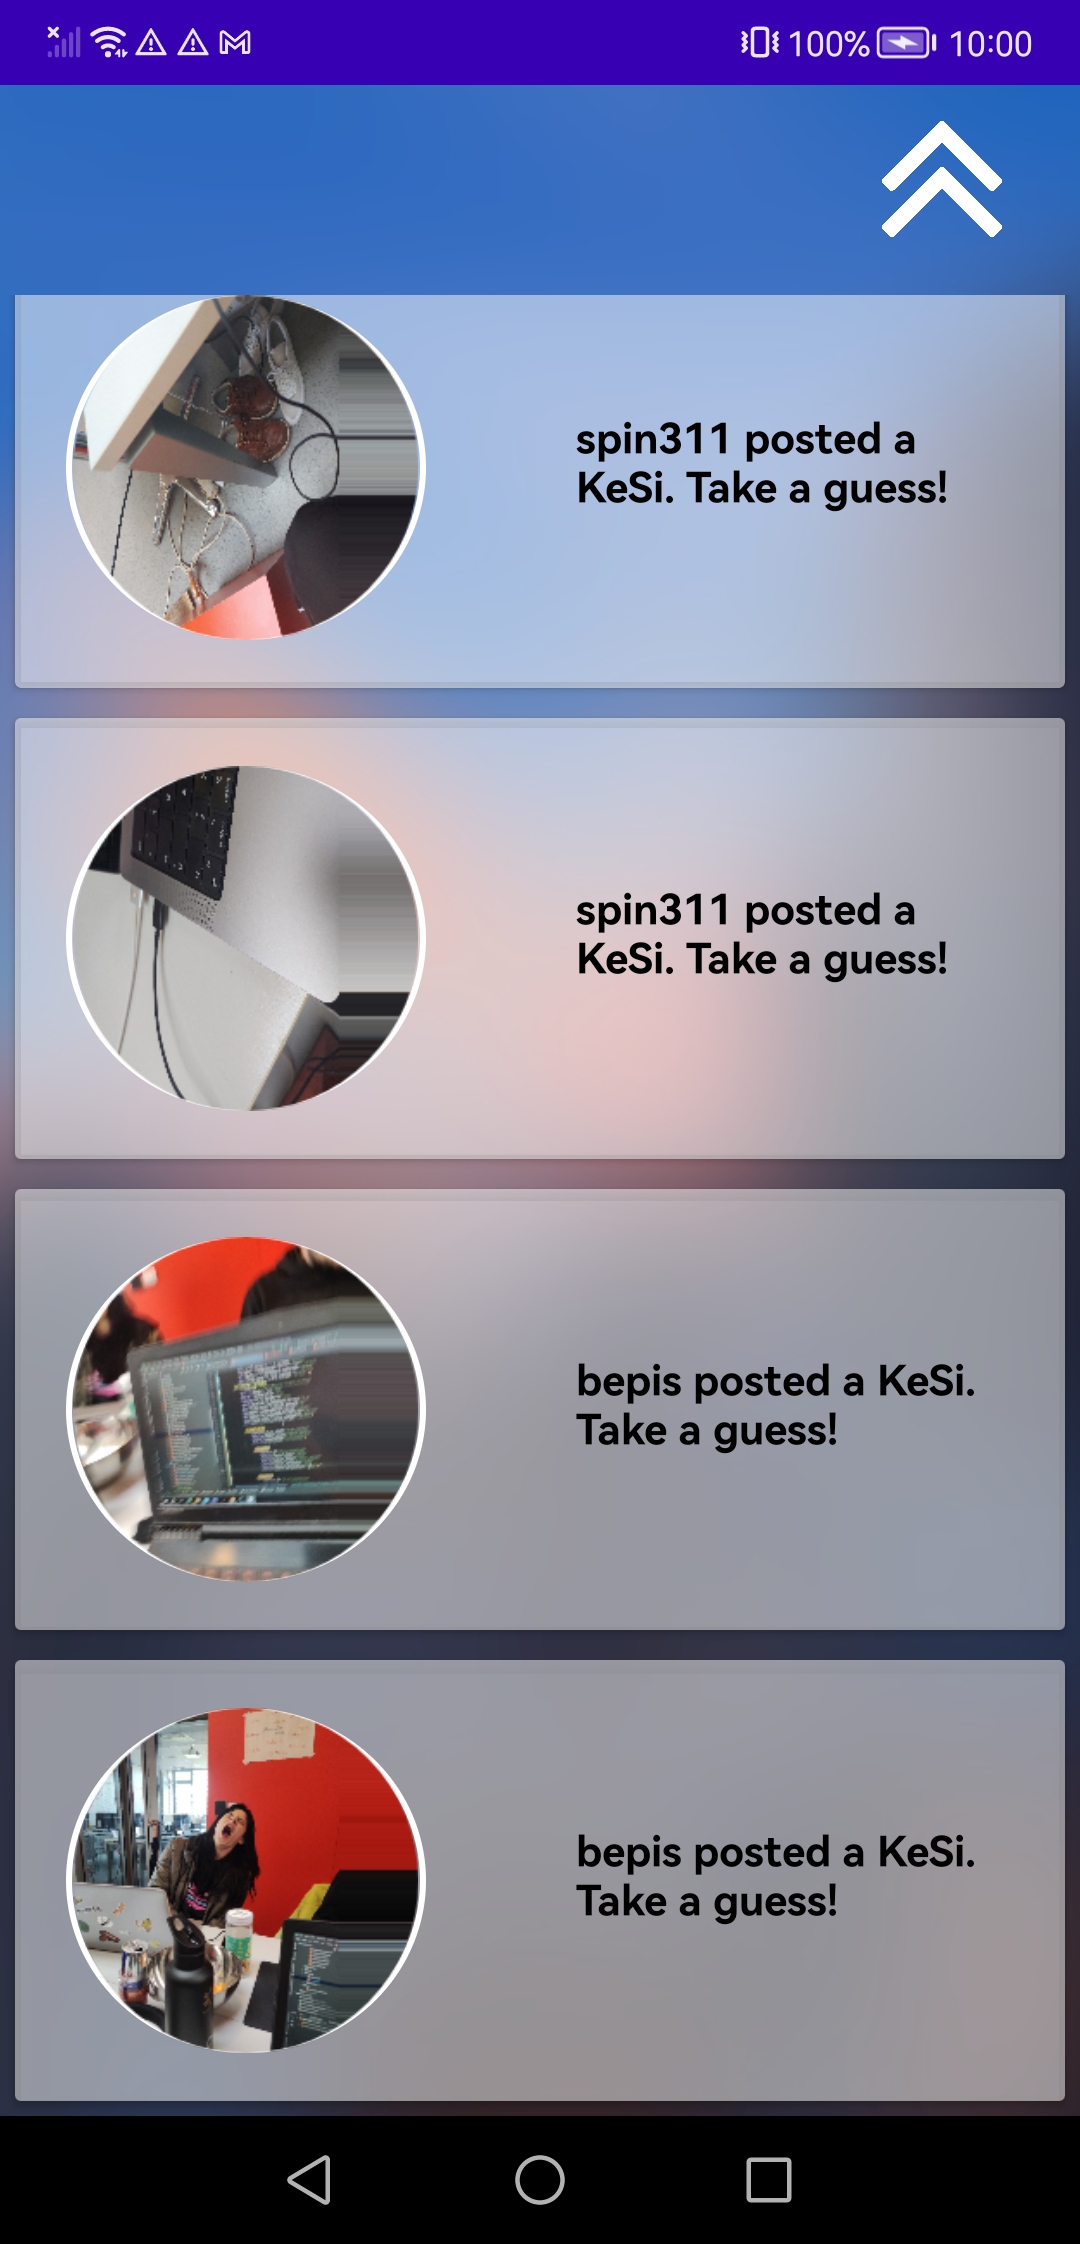 100% 10:00
spin311 posted a
KeSi. Take a guess!
spin311 posted a
KeSi. Take a guess!
bepis posted a KeSi.
Take a guess!
bepis posted a KeSi.
Take a guess!